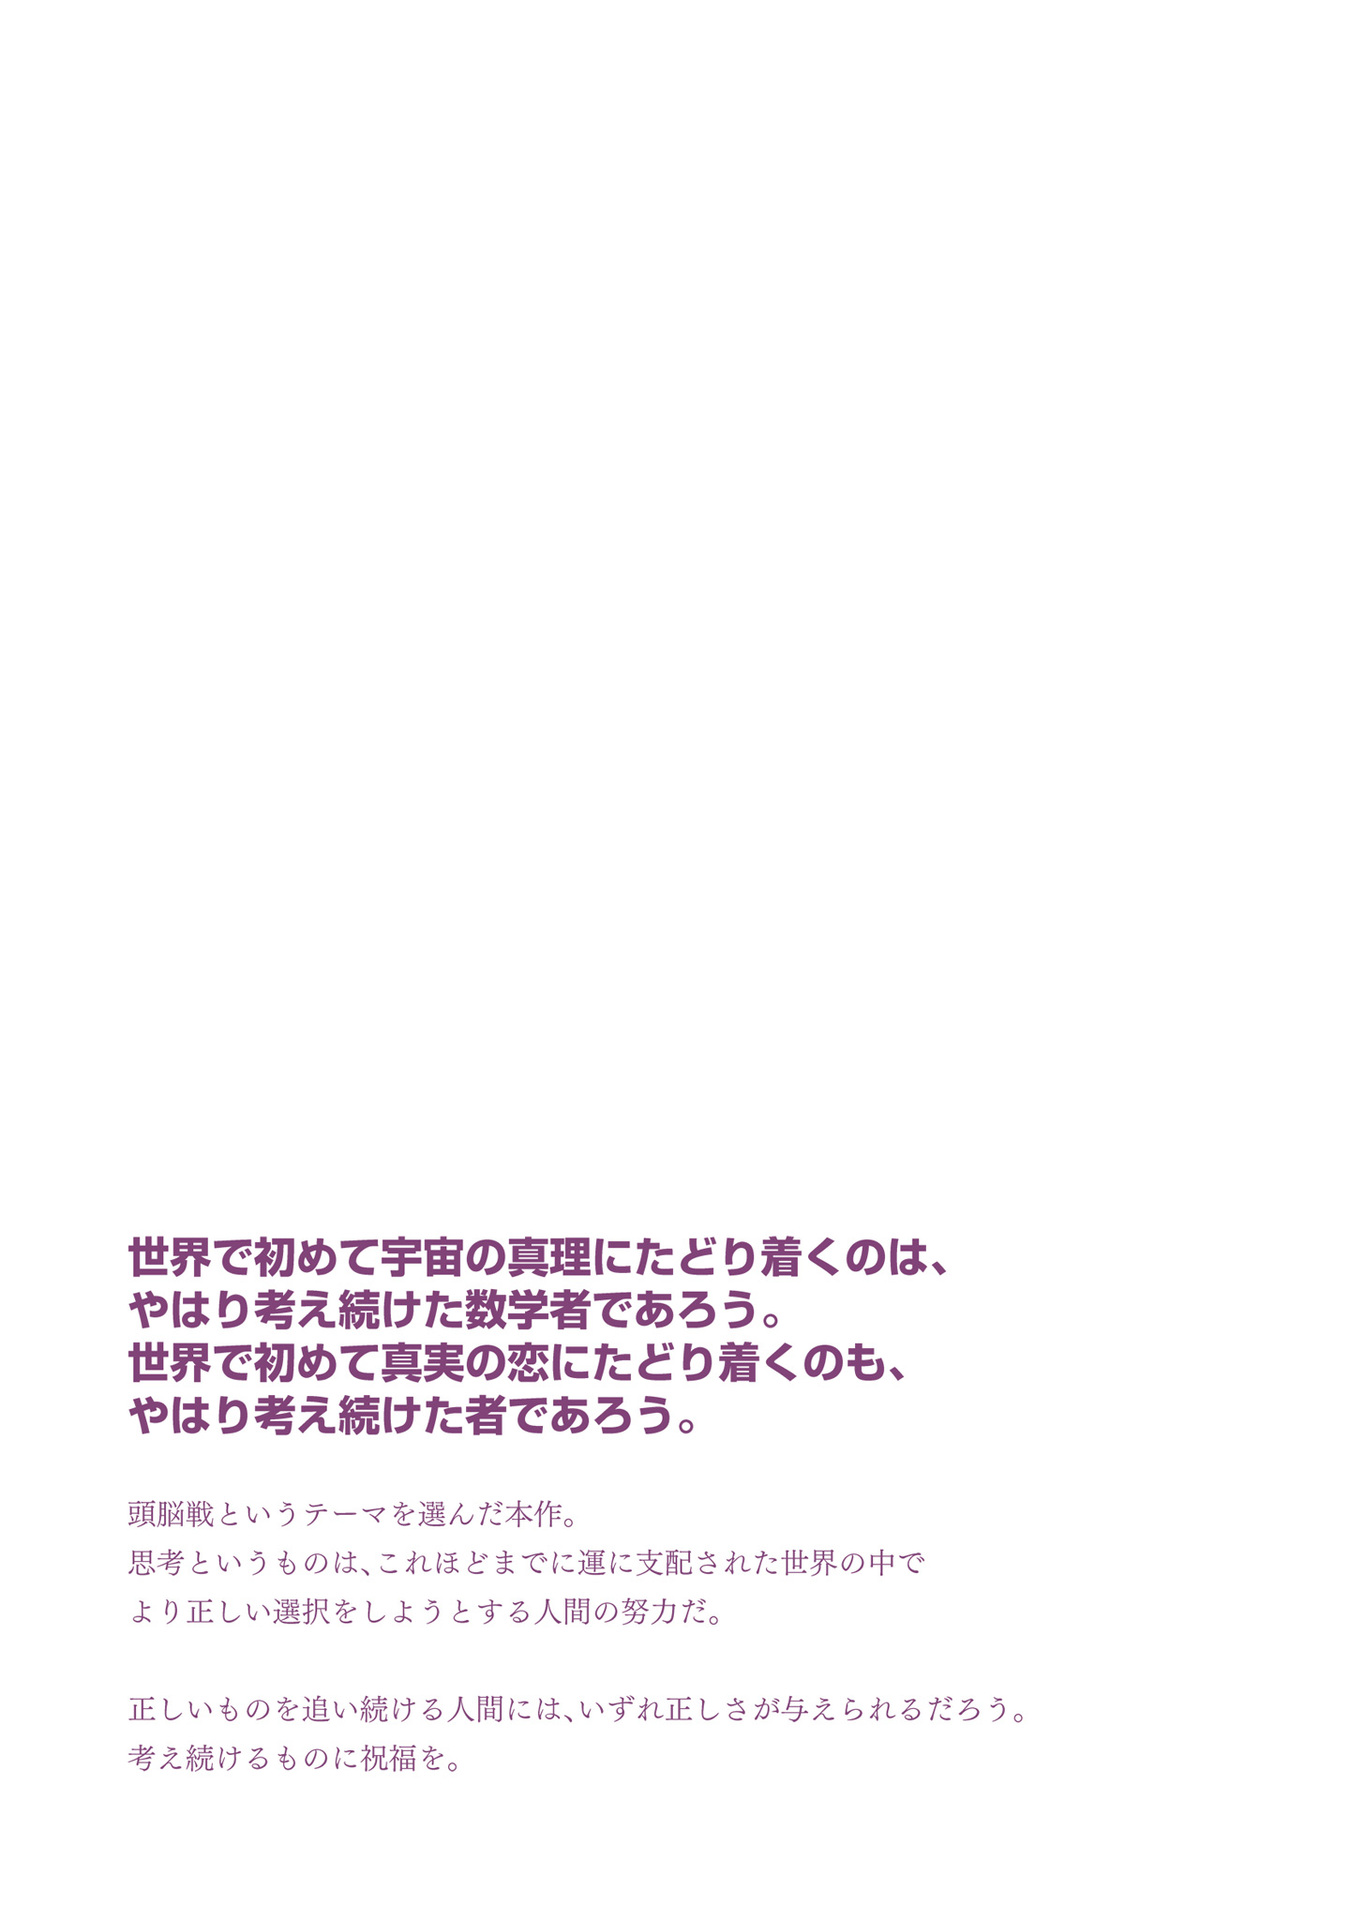 世界で初めて宇宙の真理にたどり着くのは、
やはり考え続けた数学者であろう。
世界で初めて真実の恋にたどり着くのも、
やはり考え続けた者であろう。
頭脳戦というテーマを選んだ本作。
思考というものは、これほどまでに運に支配された世界の中で
より正しい選択をしようとする人間の努力だ。
正しいものを追い続ける人間には、いずれ正しさが与えられるだろう。
考え続けるものに祝福を。